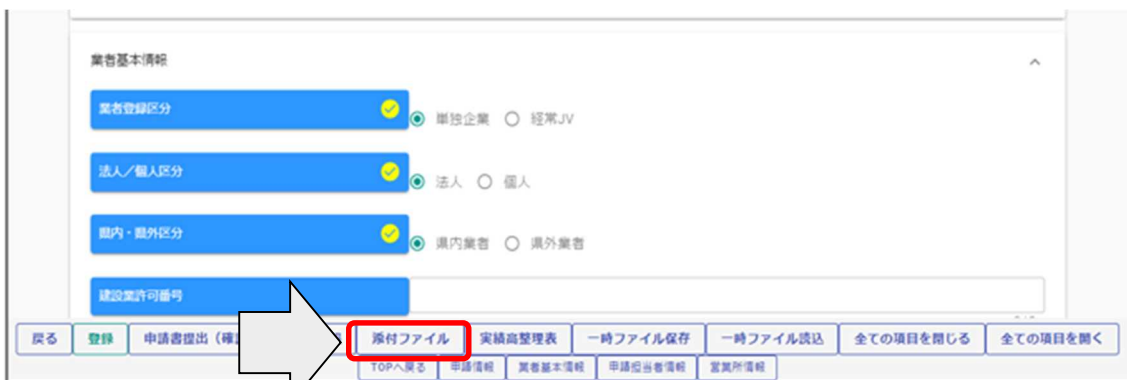 業者基本情報
業者登録区分
単独企業 経常JV
法人/個人区分
法人 個人
県内・県外区分
県内業者 県外業者
建設業許可番号
戻る 登録 申請書提出(確 添付ファイル 実績高整理表 一時ファイル保存 一時ファイル読込 全ての項目を閉じる 全ての項目を開く
TOPへ戻る 申請情報 業者基本情報 申請担当者情報 営業所情報